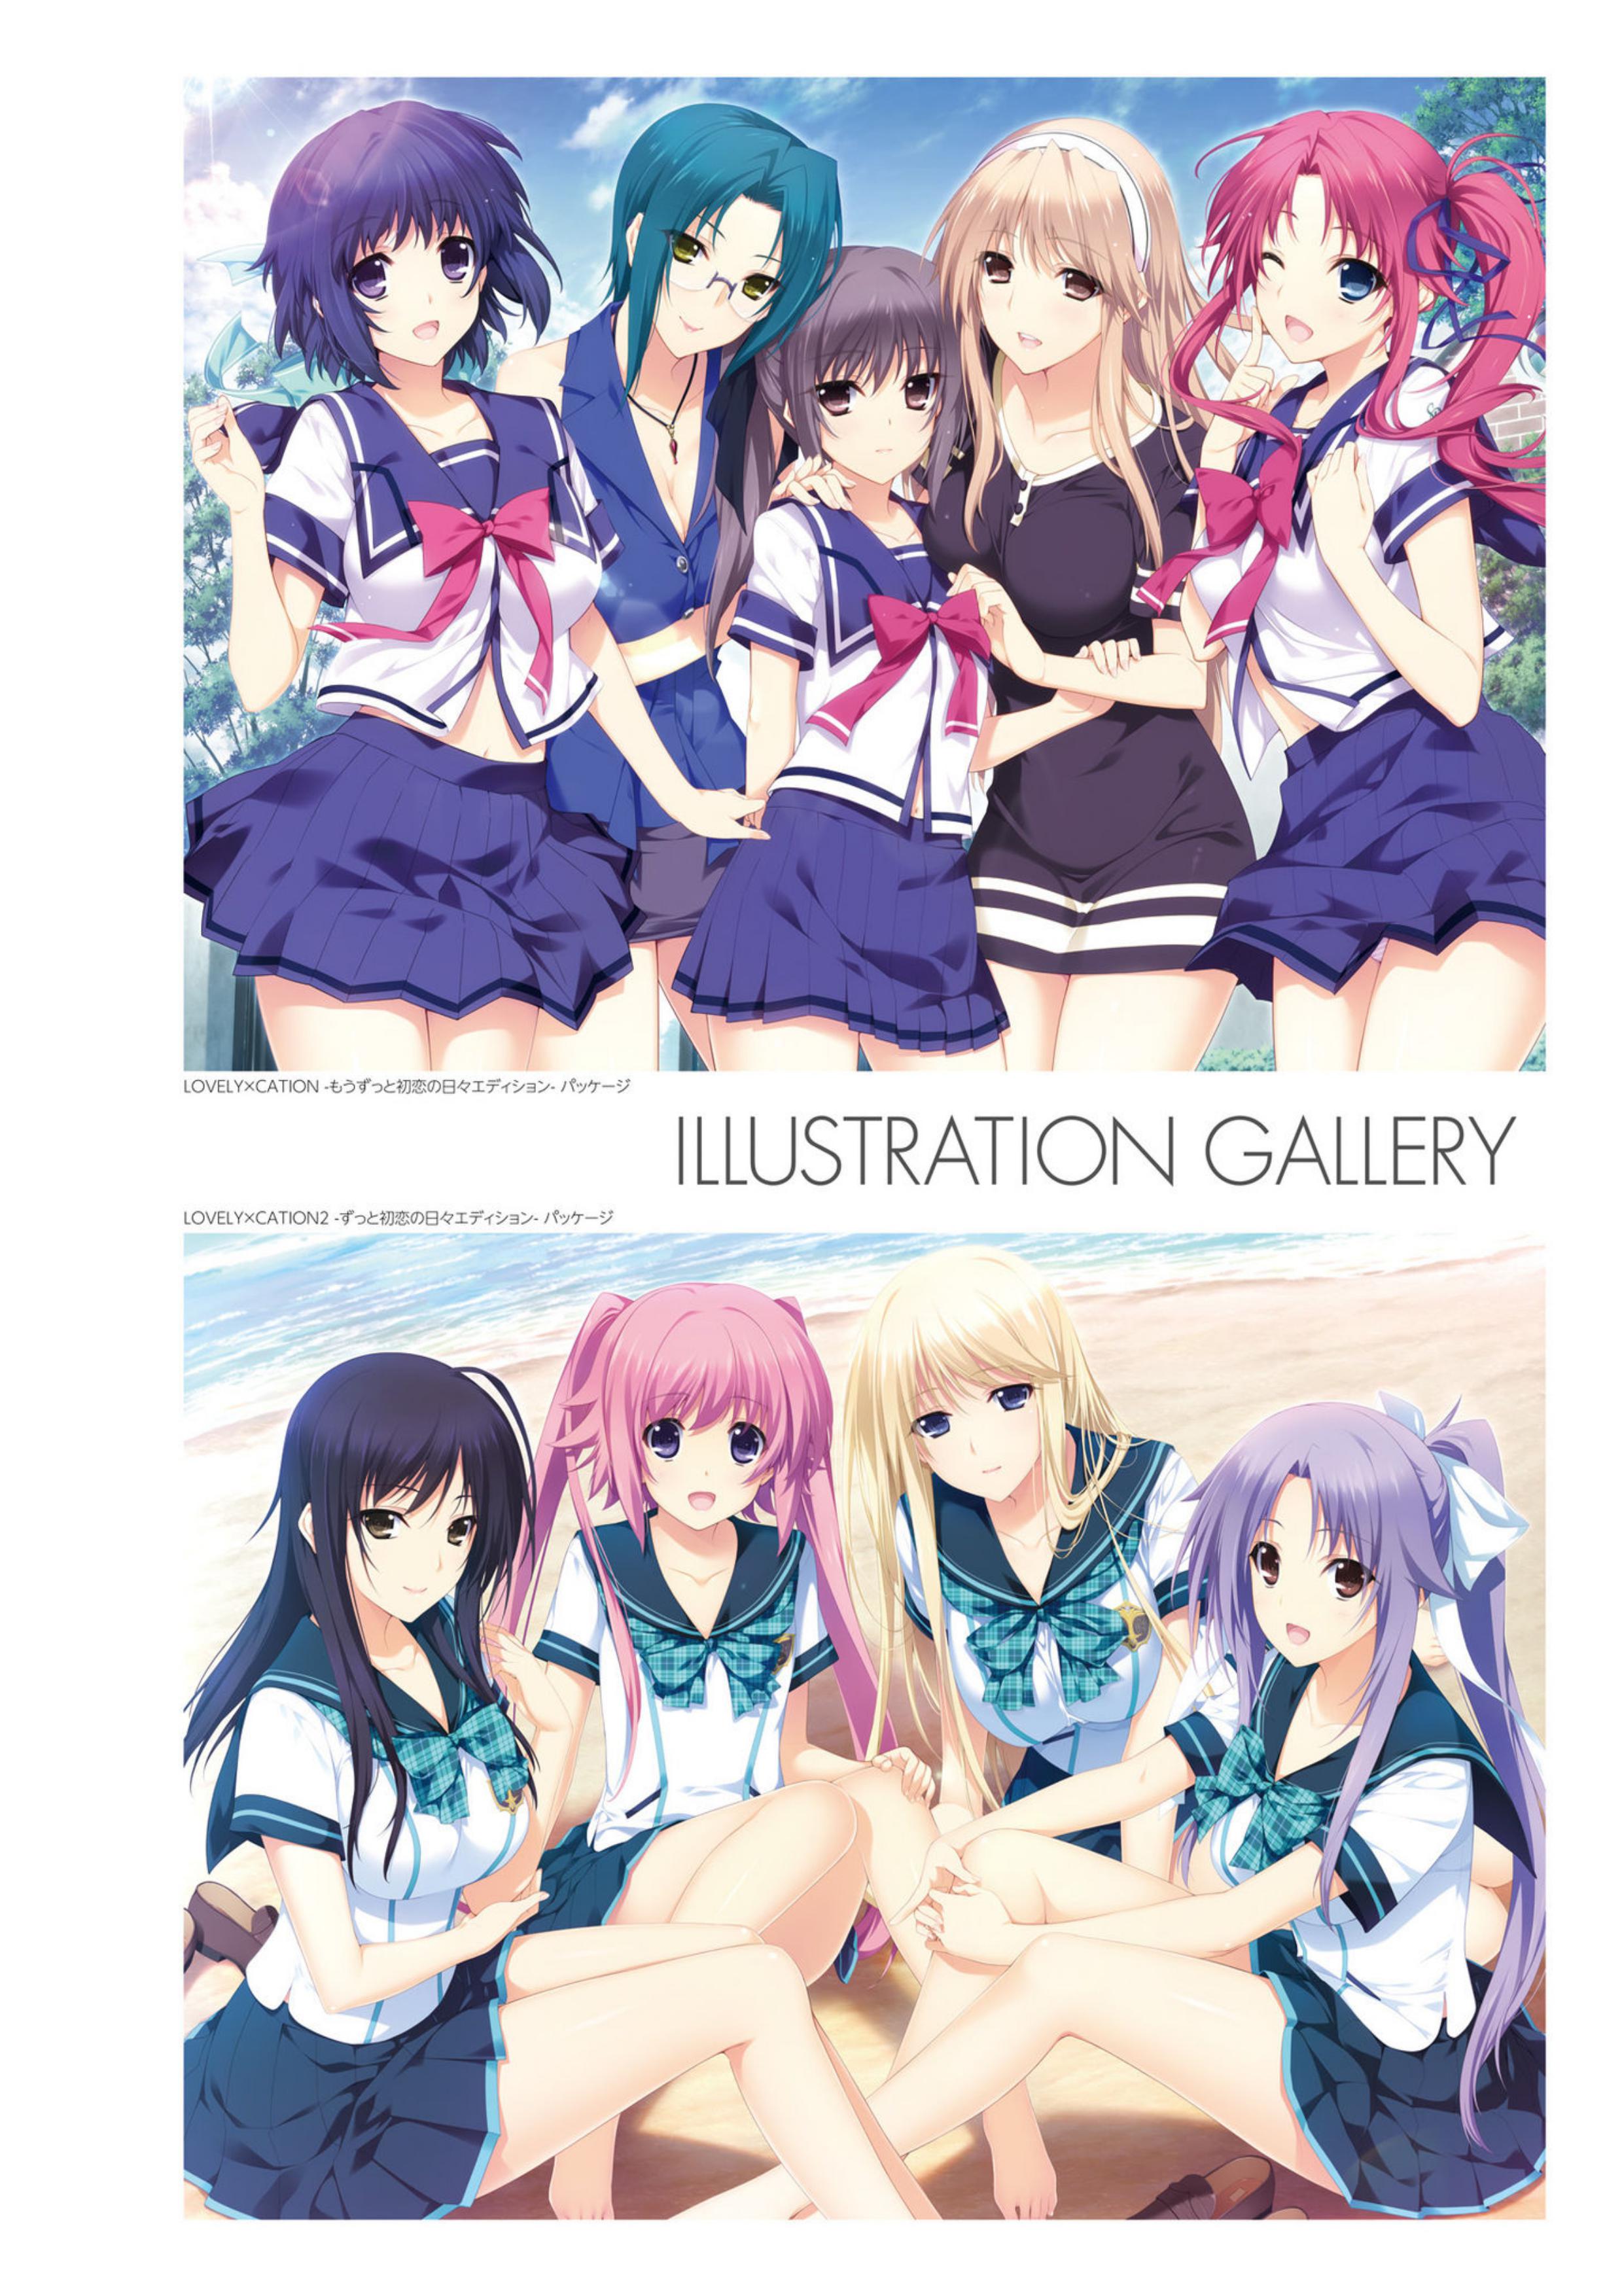 LOVELY×CATION -もうずっと初恋の日々エディション- パッケージ
ILLUSTRATION GALLERY
LOVELY×CATION2 -ずっと初恋の日々エディション- パッケージ